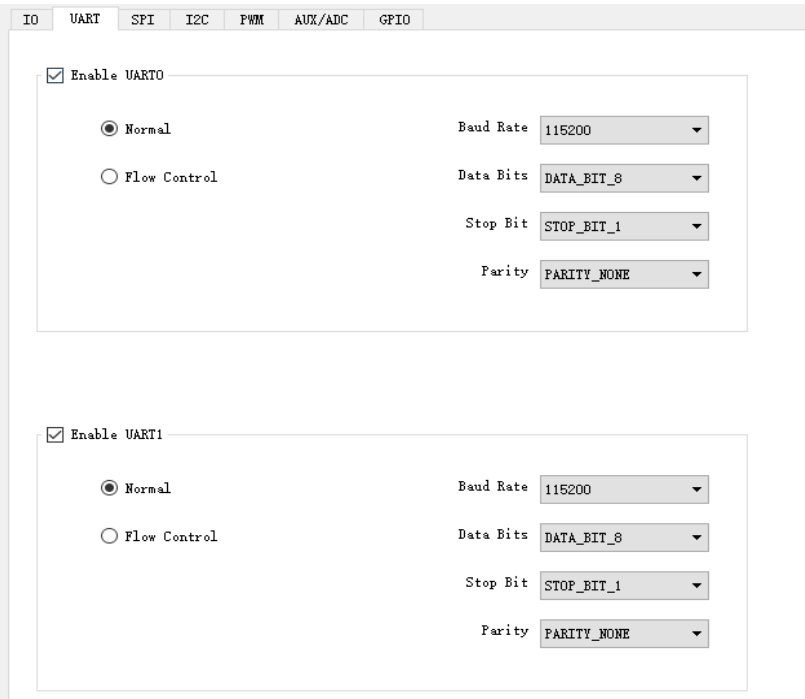 IO UART SPI I2C PWM AUX/ADC GPIO
Enable UART0
Normal Baud Rate 115200
Flow Control Data Bits DATA_BIT_8
Stop Bit STOP_BIT_1
Parity PARITY_NONE
Enable UART1
Normal Baud Rate 115200
Flow Control Data Bits DATA_BIT_8
Stop Bit STOP_BIT_1
Parity PARITY_NONE